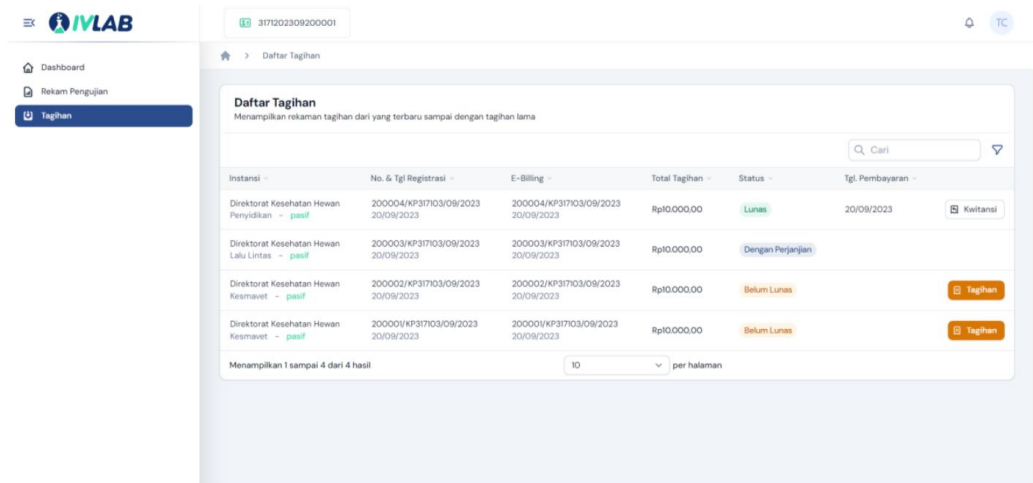 IVLAB
3171202309200001
TC
Dashboard
Rekam Pengujian
Tagihan
Daftar Tagihan
Daftar Tagihan
Menampilkan rekaman tagihan dari yang terbaru sampai dengan tagihan lama
Cari
Instansi No. & Tgl Registrasi E-Billing Total Tagihan Status Tgl. Pembayaran
Direktorat Kesehatan Hewan 200004/KP317103/09/2023 200004/KP317103/09/2023 Rp10.000,00 Lunas 20/09/2023 Kwitansi
Penyidikan - pasif 20/09/2023 20/09/2023
Direktorat Kesehatan Hewan 200003/KP317103/09/2023 200003/KP317103/09/2023 Rp10.000,00 Dengan Perjanjian
Lalu Lintas - pasif 20/09/2023 20/09/2023
Direktorat Kesehatan Hewan 200002/KP317103/09/2023 200002/KP317103/09/2023 Rp10.000,00 Belum Lunas Tagihan
Kesmavet - pasif 20/09/2023 20/09/2023
Direktorat Kesehatan Hewan 200001/KP317103/09/2023 200001/KP317103/09/2023 Rp10.000,00 Belum Lunas Tagihan
Kesmavet - pasif 20/09/2023 20/09/2023
Menampilkan 1 sampai 4 dari 4 hasil 10 per halaman